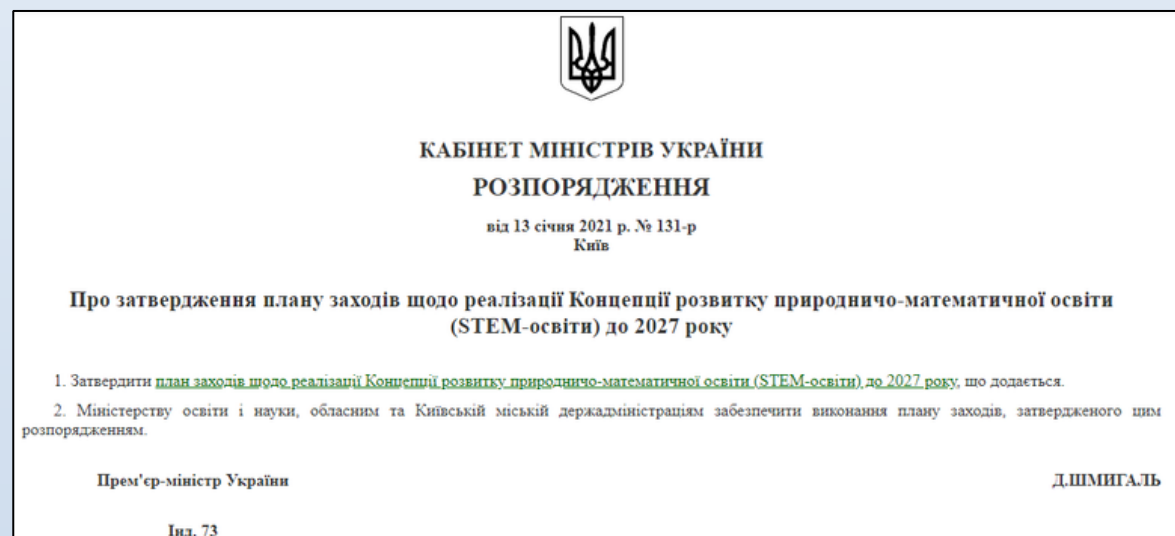 КАБІНЕТ МІНІСТРІВ УКРАЇНИ
РОЗПОРЯДЖЕННЯ
від 13 січня 2021 р. № 131-р
Київ
Про затвердження плану заходів щодо реалізації Концепції розвитку природничо-математичної освіти
(STEM-освіти) до 2027 року
1. Затвердити план заходів щодо реалізації Концепції розвитку природничо-математичної освіти (STEM-освіти) до 2027 року, що додається.
2. Міністерству освіти і науки, обласним та Київській міській держадміністраціям забезпечити виконання плану заходів, затвердженого цим
розпорядженням.
Прем'єр-міністр України Д.ШМИГАЛЬ
Інд. 73